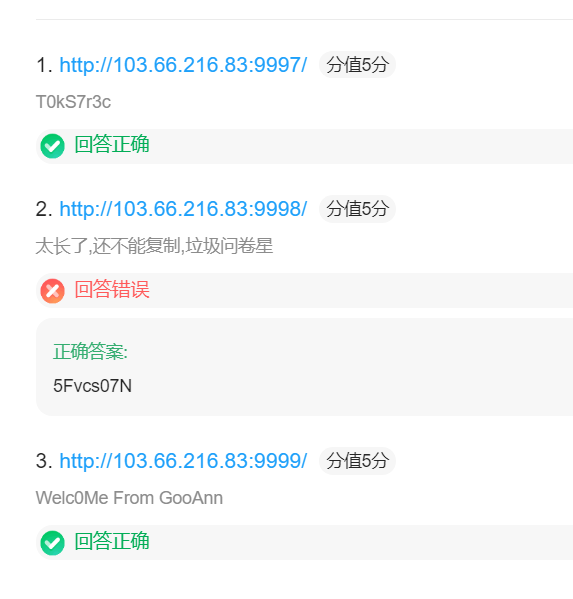 1. http://103.66.216.83:9997/ 分值5分
T0kS7r3c
回答正确
2. http://103.66.216.83:9998/ 分值5分
太长了,还不能复制,垃圾问卷星
回答错误
正确答案:
5Fvcs07N
3. http://103.66.216.83:9999/ 分值5分
Welc0Me From GooAnn
回答正确